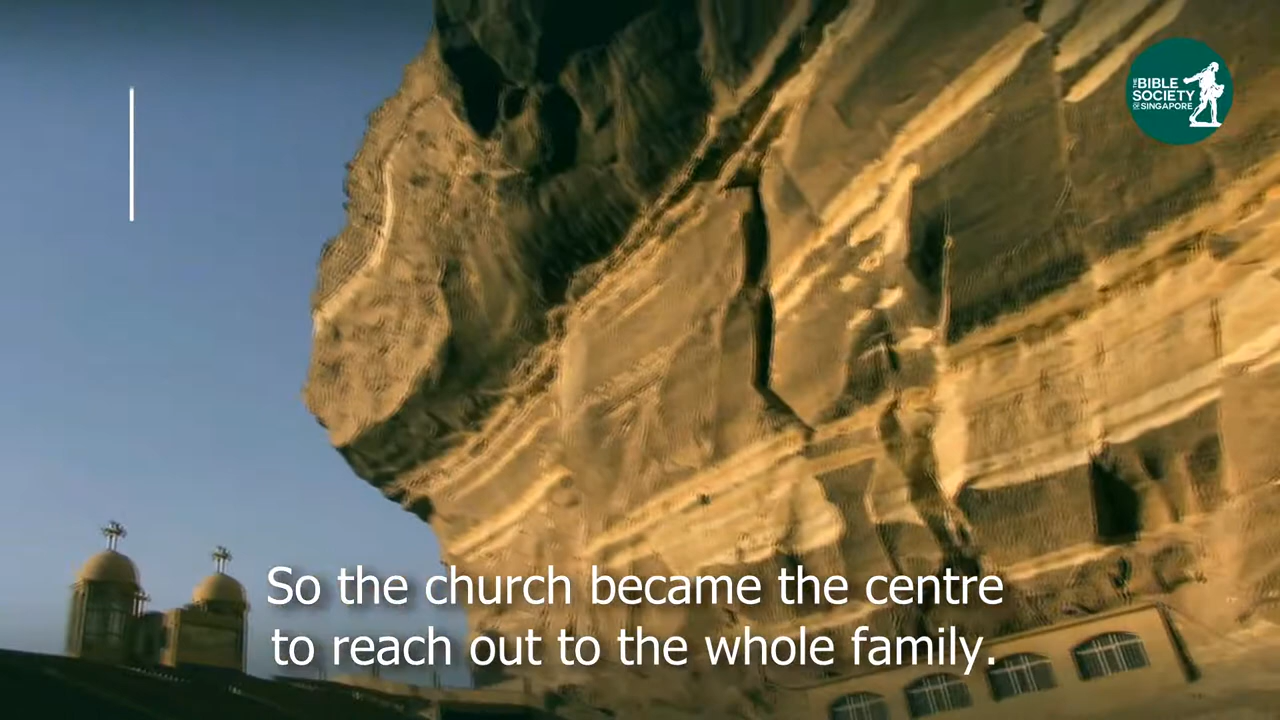 THE BIBLE
SOCIETY
OF SINGAPORE
So the church became the centre
to reach out to the whole family.